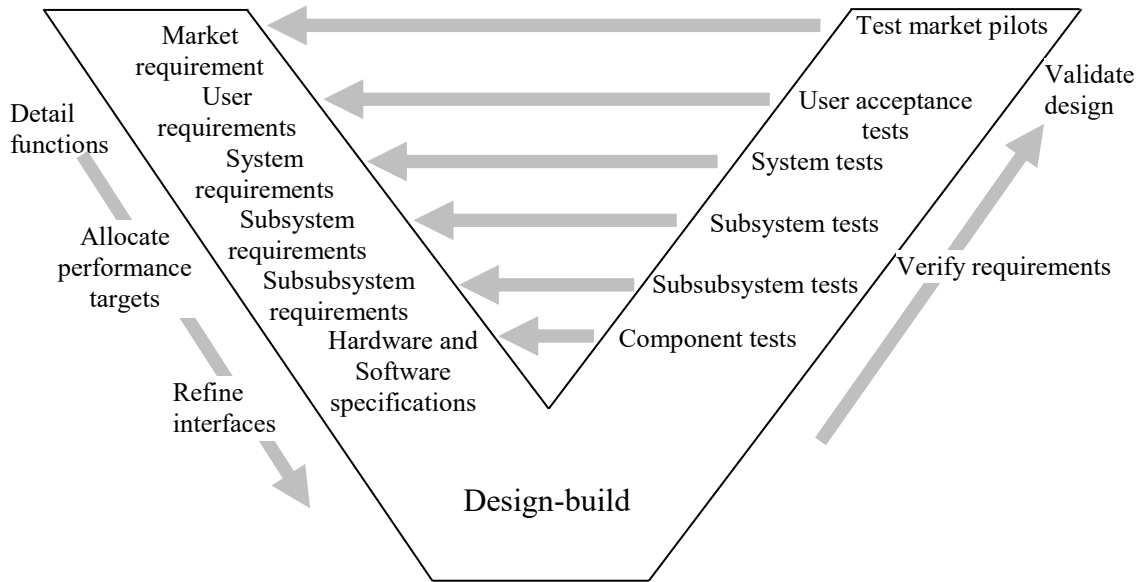 Market
requirement
User
requirements
System
requirements
Subsystem
requirements
Subsubsystem
requirements
Hardware and
Software
specifications
Test market pilots
User acceptance
tests
System tests
Subsystem tests
Subsubsystem tests
Component tests
Detail
functions
Allocate
performance
targets
Refine
interfaces
Design-build
Validate
design
Verify requirements